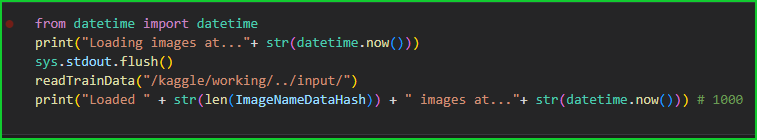 from datetime import datetime
print("Loading images at..."+ str(datetime.now()))
sys.stdout.flush()
readTrainData("/kaggle/working/../input/")
print("Loaded " + str(len(ImageNameDataHash)) + " images at..."+ str(datetime.now())) # 1000